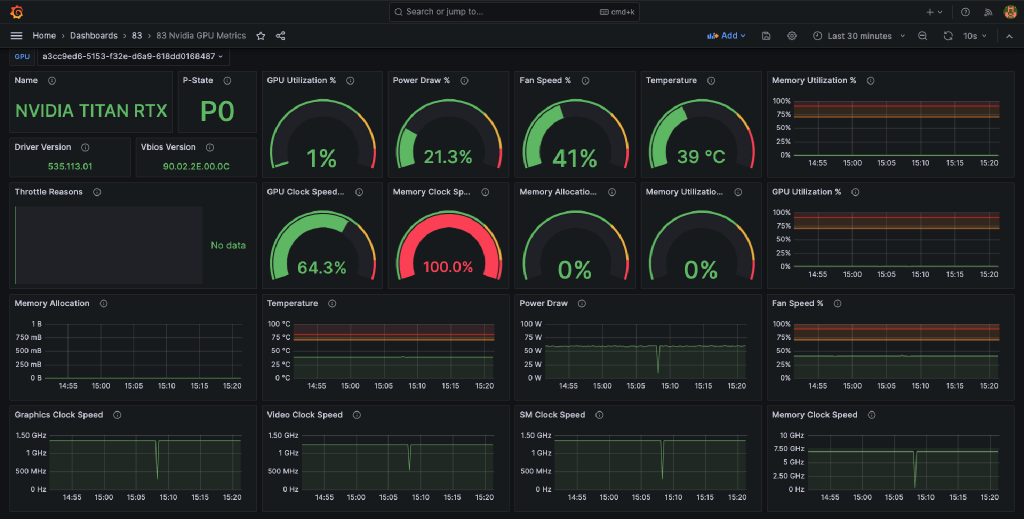 Search or jump to...
cmd+k
Home > Dashboards > 83 > 83 Nvidia GPU Metrics
Add
Last 30 minutes
10s
GPU
a3cc9ed6-5153-f32e-d6a9-618dd0168487
Name
NVIDIA TITAN RTX
P-State
P0
GPU Utilization %
1%
Power Draw %
21.3%
Fan Speed %
41%
Temperature
39 °C
Memory Utilization %
100%
75%
50%
25%
0%
14:55 15:00 15:05 15:10 15:15 15:20
Driver Version
535.113.01
Vbios Version
90.02.2E.00.0C
Throttle Reasons
No data
GPU Clock Speed...
64.3%
Memory Clock Sp...
100.0%
Memory Allocatio...
0%
Memory Utilizatio...
0%
GPU Utilization %
100%
75%
50%
25%
0%
14:55 15:00 15:05 15:10 15:15 15:20
Memory Allocation
1 B
750 mB
500 mB
250 mB
0 B
14:55 15:00 15:05 15:10 15:15 15:20
Temperature
100 °C
75 °C
50 °C
25 °C
0 °C
14:55 15:00 15:05 15:10 15:15 15:20
Power Draw
100 W
75 W
50 W
25 W
0 W
14:55 15:00 15:05 15:10 15:15 15:20
Fan Speed %
100%
75%
50%
25%
0%
14:55 15:00 15:05 15:10 15:15 15:20
Graphics Clock Speed
1.50 GHz
1 GHz
500 MHz
0 Hz
14:55 15:00 15:05 15:10 15:15 15:20
Video Clock Speed
1.50 GHz
1 GHz
500 MHz
0 Hz
14:55 15:00 15:05 15:10 15:15 15:20
SM Clock Speed
1.50 GHz
1 GHz
500 MHz
0 Hz
14:55 15:00 15:05 15:10 15:15 15:20
Memory Clock Speed
10 GHz
7.50 GHz
5 GHz
2.50 GHz
0 Hz
14:55 15:00 15:05 15:10 15:15 15:20